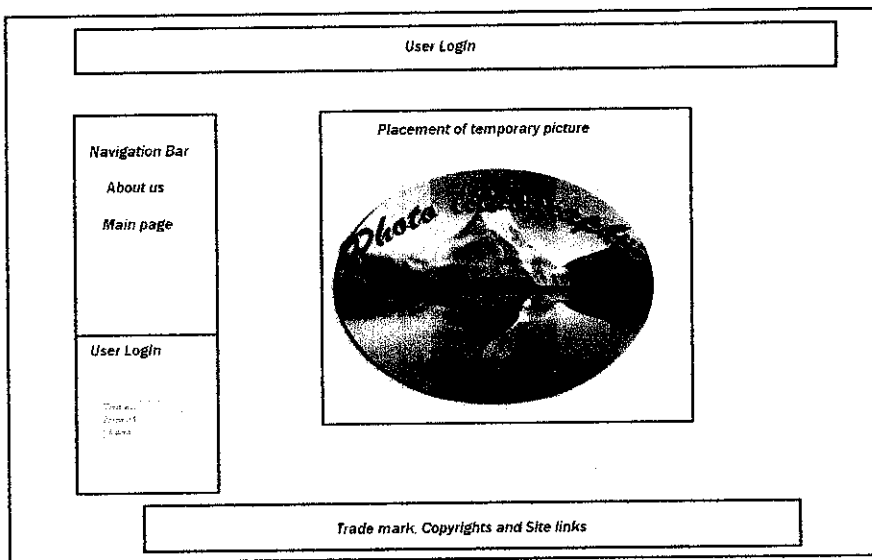 User Login
Placement of temporary picture
Photo
Navigation Bar
About us
Main page
User Login
Trade mark, Copyrights and Site links